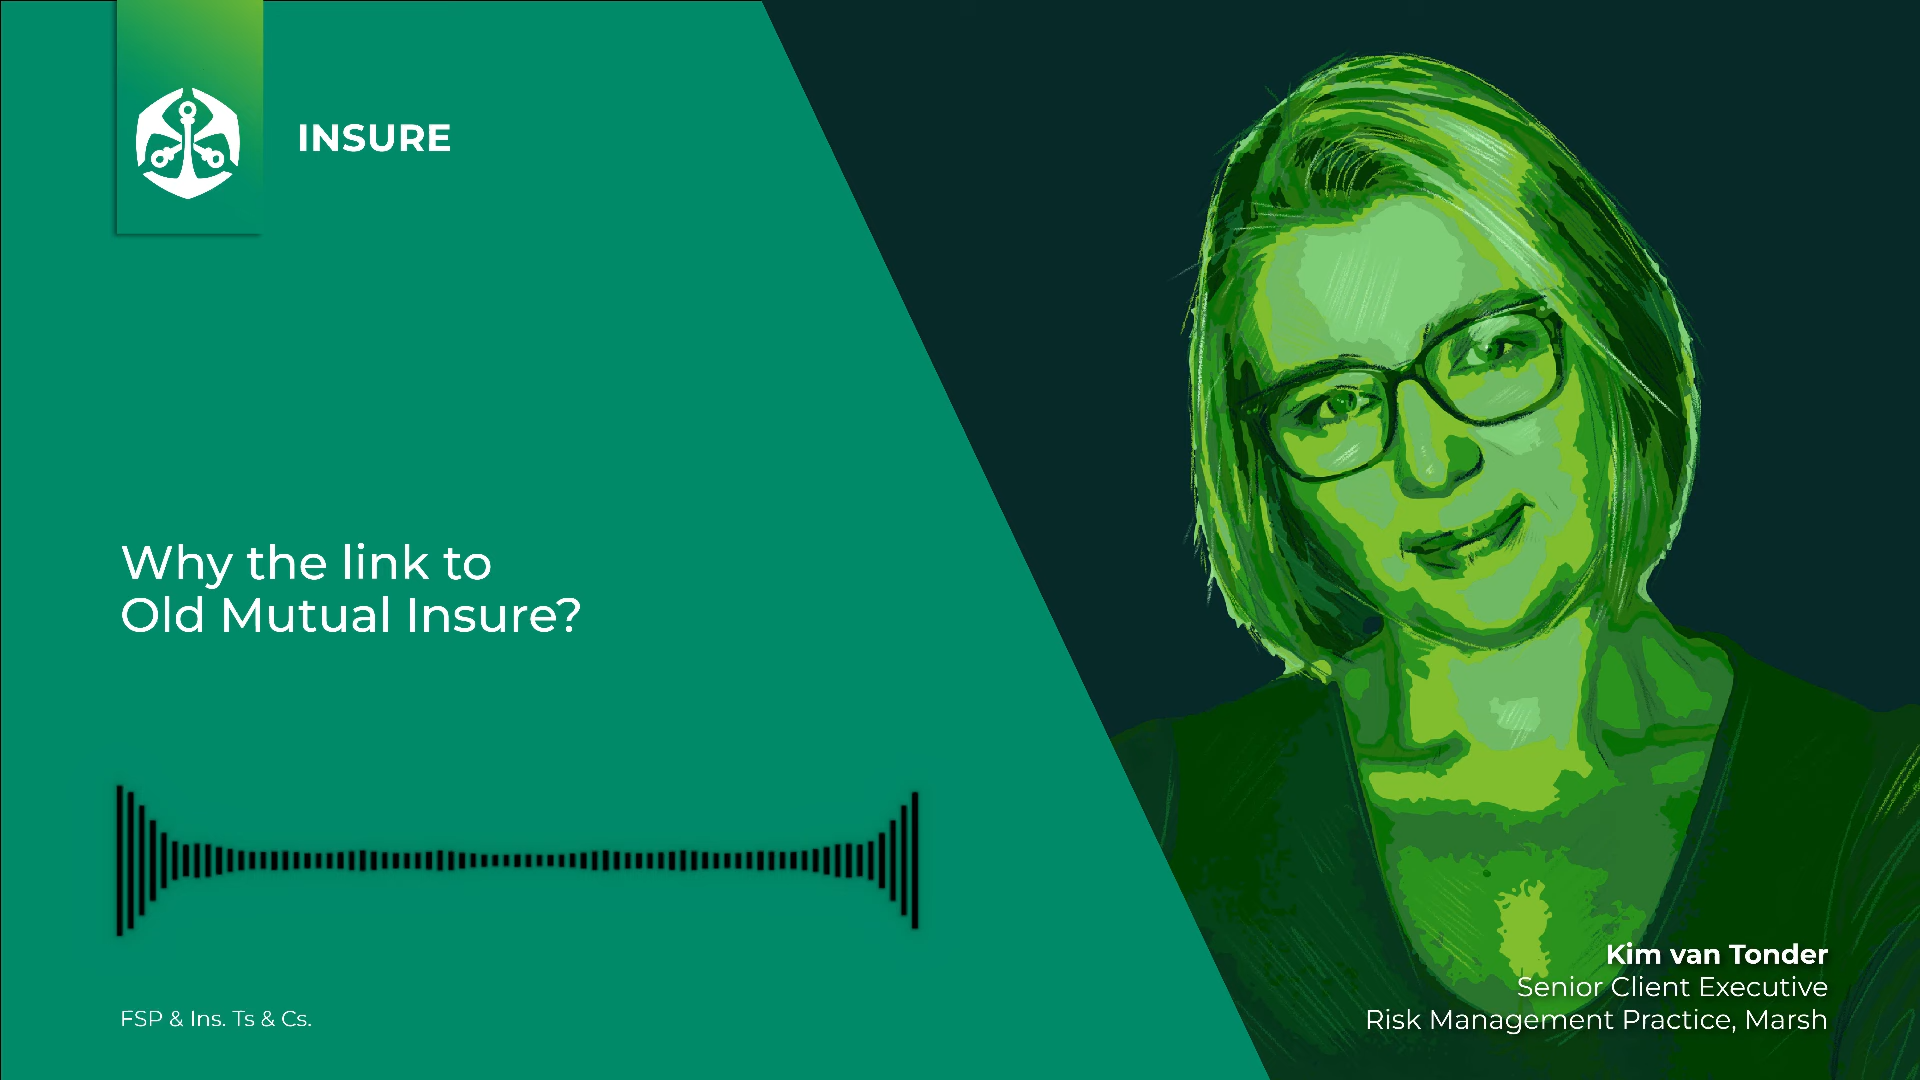 INSURE
Why the link to
Old Mutual Insure?
FSP & Ins. Ts & Cs.
Kim van Tonder
Senior Client Executive
Risk Management Practice, Marsh